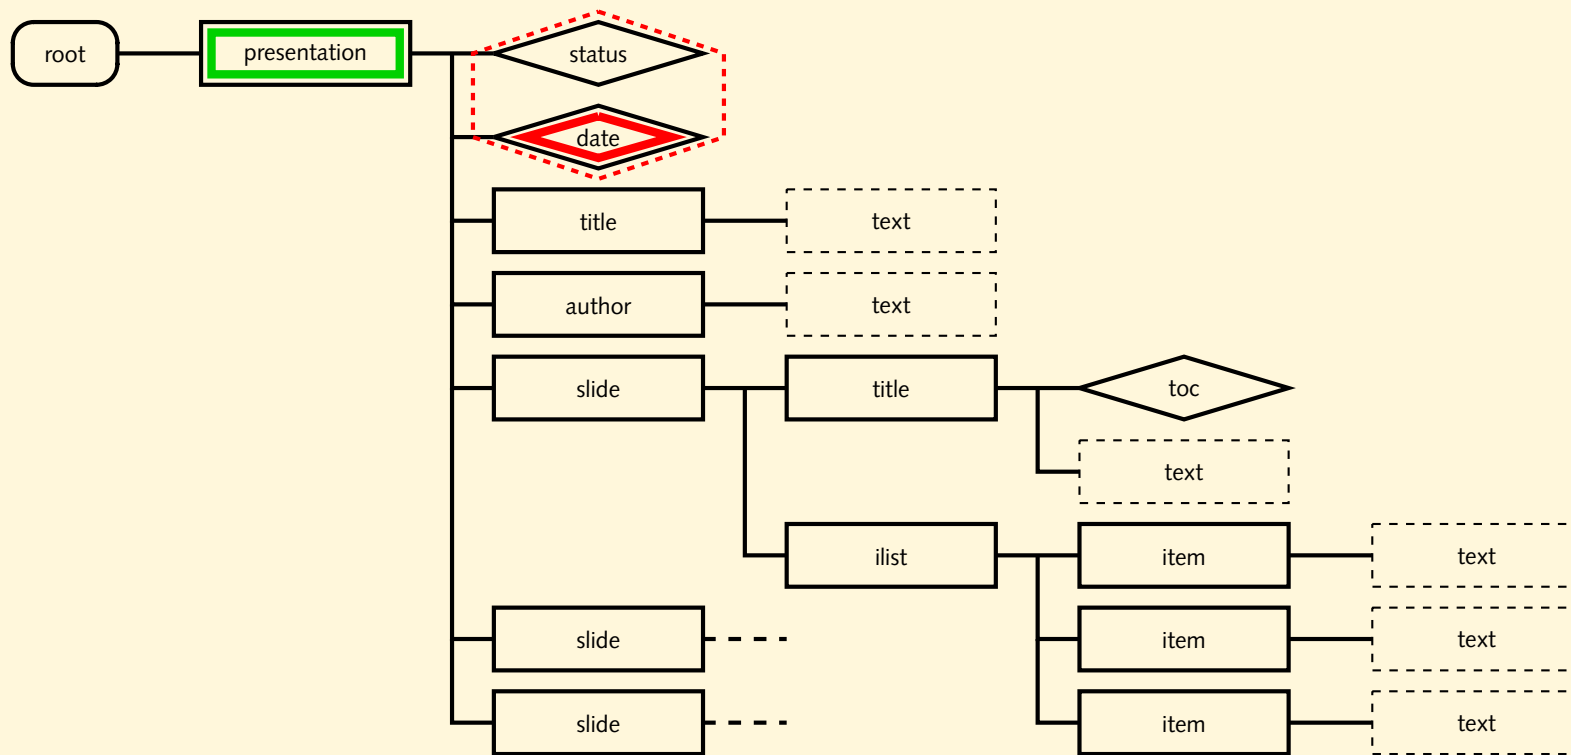 root presentation status
date
title text
author text
slide title toc
text
ilist item text
slide item text
slide item text